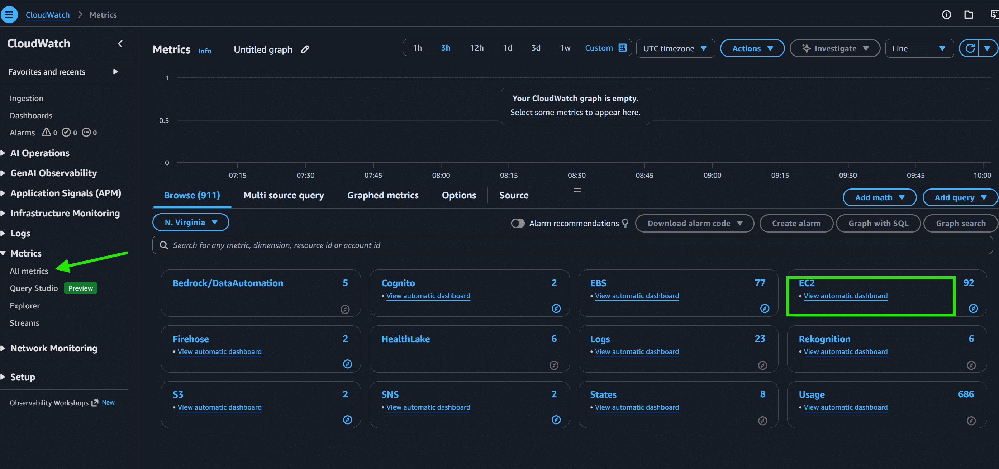 CloudWatch > Metrics
CloudWatch
Favorites and recents
Ingestion
Dashboards
Alarms 0 0 0
AI Operations
GenAI Observability
Application Signals (APM)
Infrastructure Monitoring
Logs
Metrics
All metrics
Query Studio Preview
Explorer
Streams
Network Monitoring
Setup
Observability Workshops New
Metrics Info Untitled graph
1h 3h 12h 1d 3d 1w Custom UTC timezone Actions Investigate Line
1
0.5
0
Your CloudWatch graph is empty.
Select some metrics to appear here.
07:15 07:30 07:45 08:00 08:15 08:30 08:45 09:00 09:15 09:30 09:45 10:00
Browse (911) Multi source query Graphed metrics Options Source Add math Add query
N. Virginia Alarm recommendations Download alarm code Create alarm Graph with SQL Graph search
Search for any metric, dimension, resource id or account id
Bedrock/DataAutomation 5
Cognito 2
• View automatic dashboard
EBS 77
• View automatic dashboard
EC2 92
• View automatic dashboard
Firehose 2
• View automatic dashboard
HealthLake 6
Logs 23
• View automatic dashboard
Rekognition 6
• View automatic dashboard
S3 2
• View automatic dashboard
SNS 2
• View automatic dashboard
States 8
• View automatic dashboard
Usage 686
• View automatic dashboard